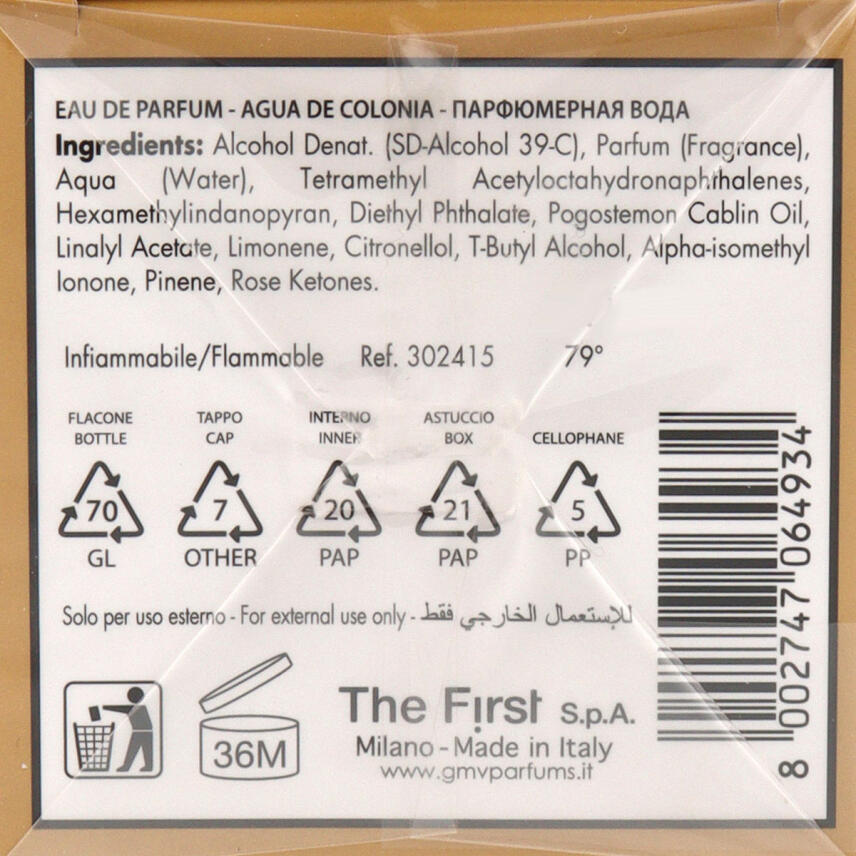 EAU DE PARFUM - AGUA DE COLONIA - ПАРФЮМЕРНАЯ ВОДА
Ingredients: Alcohol Denat. (SD-Alcohol 39-C), Parfum (Fragrance),
Aqua (Water), Tetramethyl Acetyloctahydronaphthalenes,
Hexamethylindanopyran, Diethyl Phthalate, Pogostemon Cablin Oil,
Linalyl Acetate, Limonene, Citronellol, T-Butyl Alcohol, Alpha-isomethyl
Ionone, Pinene, Rose Ketones.
Infiammabile/Flammable Ref. 302415 79°
FLACONE TAPPO INTERNO ASTUCCIO
BOTTLE CAP INNER BOX CELLOPHANE
70 7 20 21 5
GL OTHER PAP PAP PP
Solo per uso esterno - For external use only - للإستعمال الخارجي فقط
36M
The First S.p.A.
Milano - Made in Italy
www.gmvparfums.it
8 002747 064934